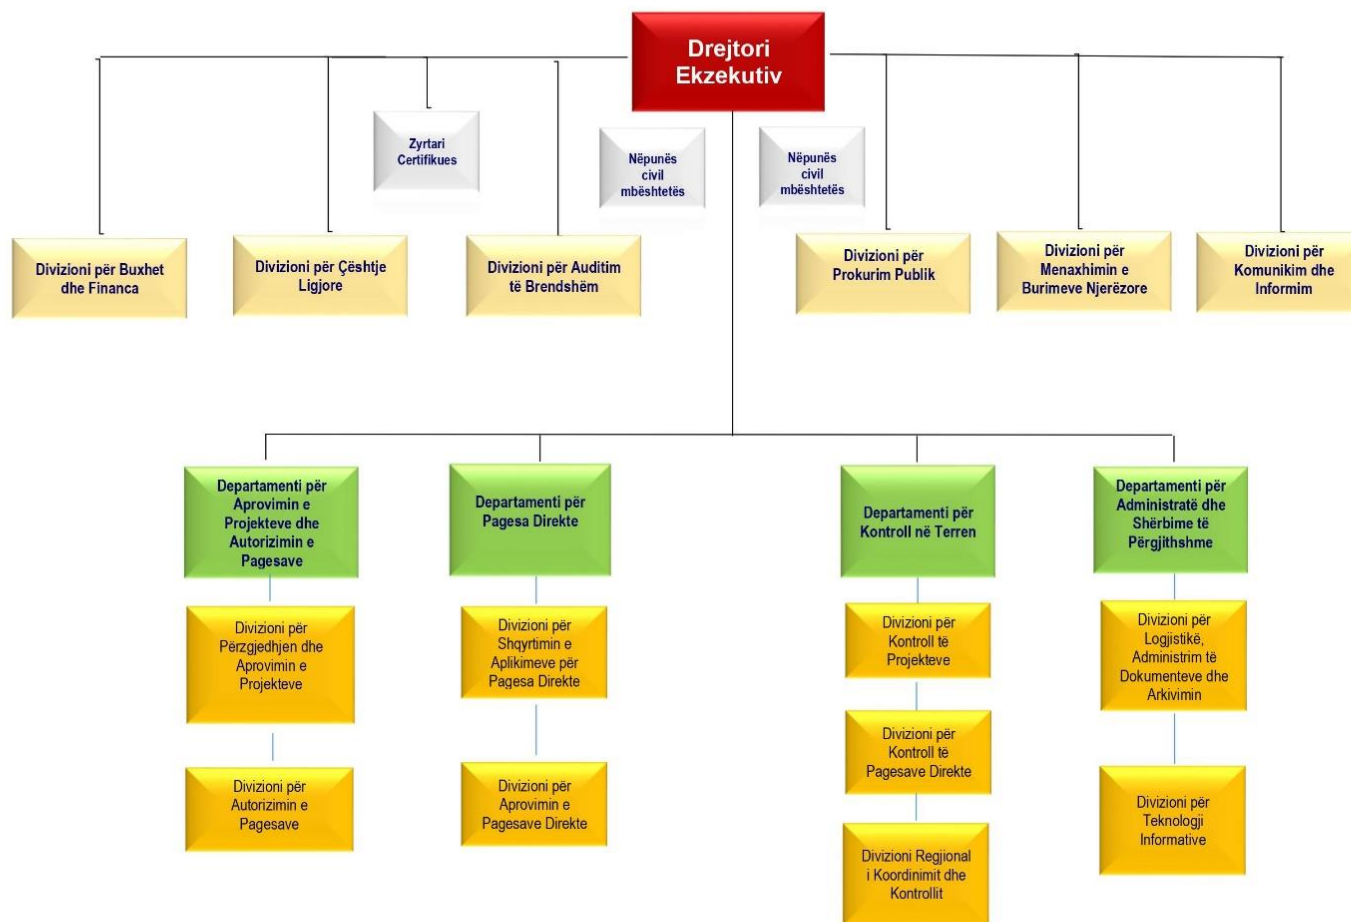 Drejtori
Ekzekutiv
Zyrtari
Certifikues
Nëpunës
civil
mbështetës
Nëpunës
civil
mbështetës
Divizioni për Buxhet
dhe Financa
Divizioni për Çështje
Ligjore
Divizioni për Auditim
të Brendshëm
Divizioni për
Prokurim Publik
Divizioni për
Menaxhimin e
Burimeve Njerëzore
Divizioni për
Komunikim dhe
Informim
Departamenti për
Aprovimin e
Projekteve dhe
Autorizimin e
Pagesave
Departamenti për
Pagesa Direkte
Departamenti për
Kontroll në Terren
Departamenti për
Administratë dhe
Shërbime të
Përgjithshme
Divizioni për
Përzgjedhjen dhe
Aprovimin e
Projekteve
Divizioni për
Shqyrtimin e
Aplikimeve për
Pagesa Direkte
Divizioni për
Kontroll të
Projekteve
Divizioni për
Logjistikë,
Administrim të
Dokumenteve dhe
Arkivimin
Divizioni për
Autorizimin e
Pagesave
Divizioni për
Aprovimin e
Pagesave Direkte
Divizioni për
Kontroll të
Pagesave Direkte
Divizioni për
Teknologji
Informative
Divizioni Regjional
i Koordinimit dhe
Kontrollit